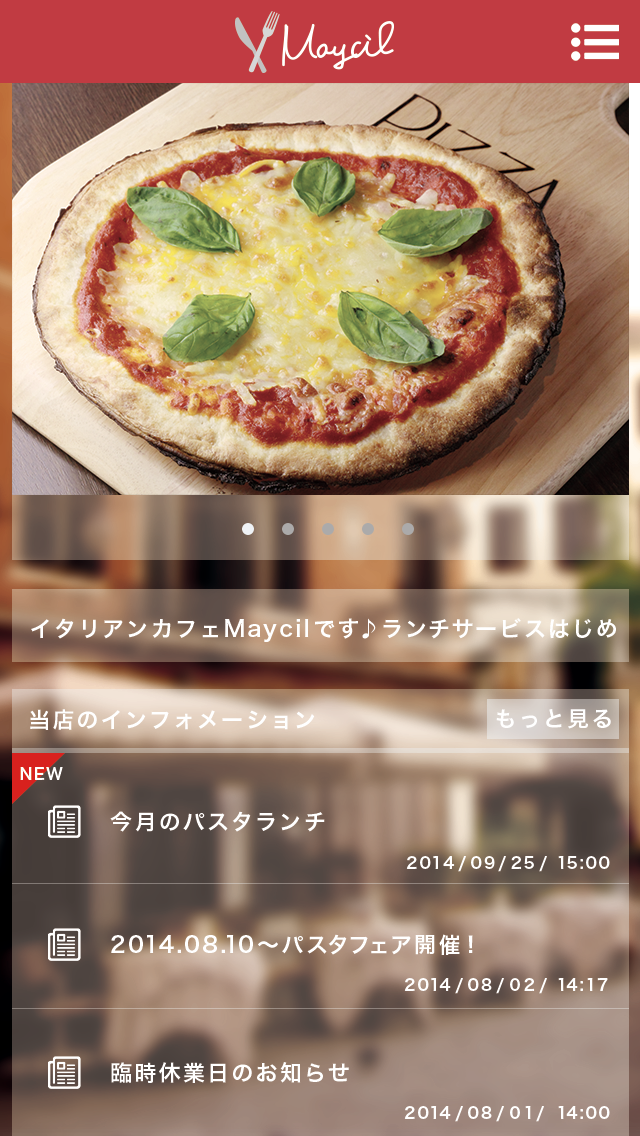 Maycil
PIZZA
イタリアンカフェMaycilです♪ランチサービスはじめ
当店のインフォメーション
もっと見る
NEW
今月のパスタランチ
2014/09/25/ 15:00
2014.08.10〜パスタフェア開催！
2014/08/02/ 14:17
臨時休業日のお知らせ
2014/08/01/ 14:00